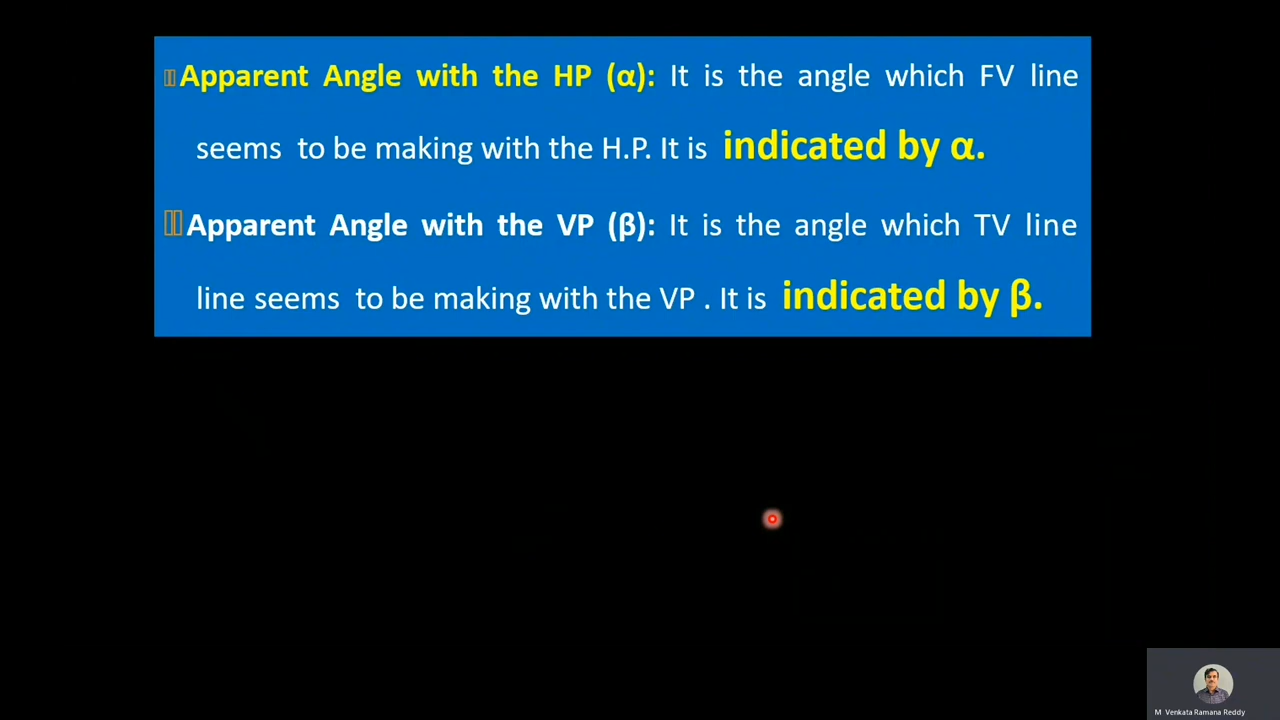 Apparent Angle with the HP (α): It is the angle which FV line
seems to be making with the H.P. It is indicated by α.
Apparent Angle with the VP (β): It is the angle which TV line
line seems to be making with the VP . It is indicated by β.
M Venkata Ramana Reddy